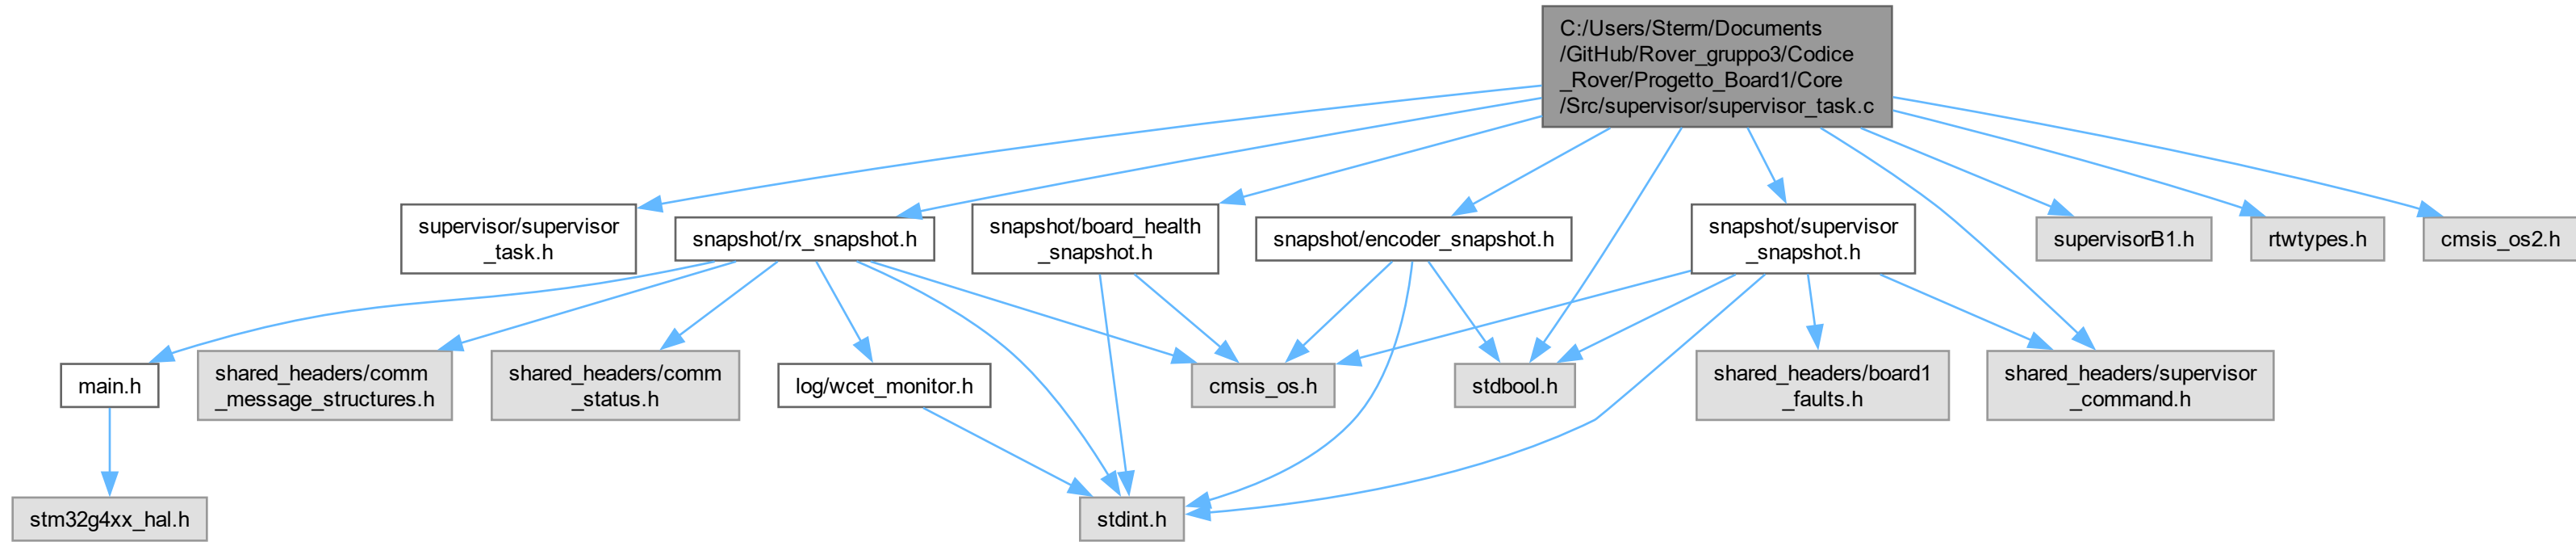 C:/Users/Sterm/Documents
/GitHub/Rover_gruppo3/Codice
_Rover/Progetto_Board1/Core
/Src/supervisor/supervisor_task.c
supervisor/supervisor
_task.h
snapshot/rx_snapshot.h
snapshot/board_health
_snapshot.h
snapshot/encoder_snapshot.h
snapshot/supervisor
_snapshot.h
supervisorB1.h
rtwtypes.h
cmsis_os2.h
main.h
shared_headers/comm
_message_structures.h
shared_headers/comm
_status.h
log/wcet_monitor.h
cmsis_os.h
stdbool.h
shared_headers/board1
_faults.h
shared_headers/supervisor
_command.h
stm32g4xx_hal.h
stdint.h